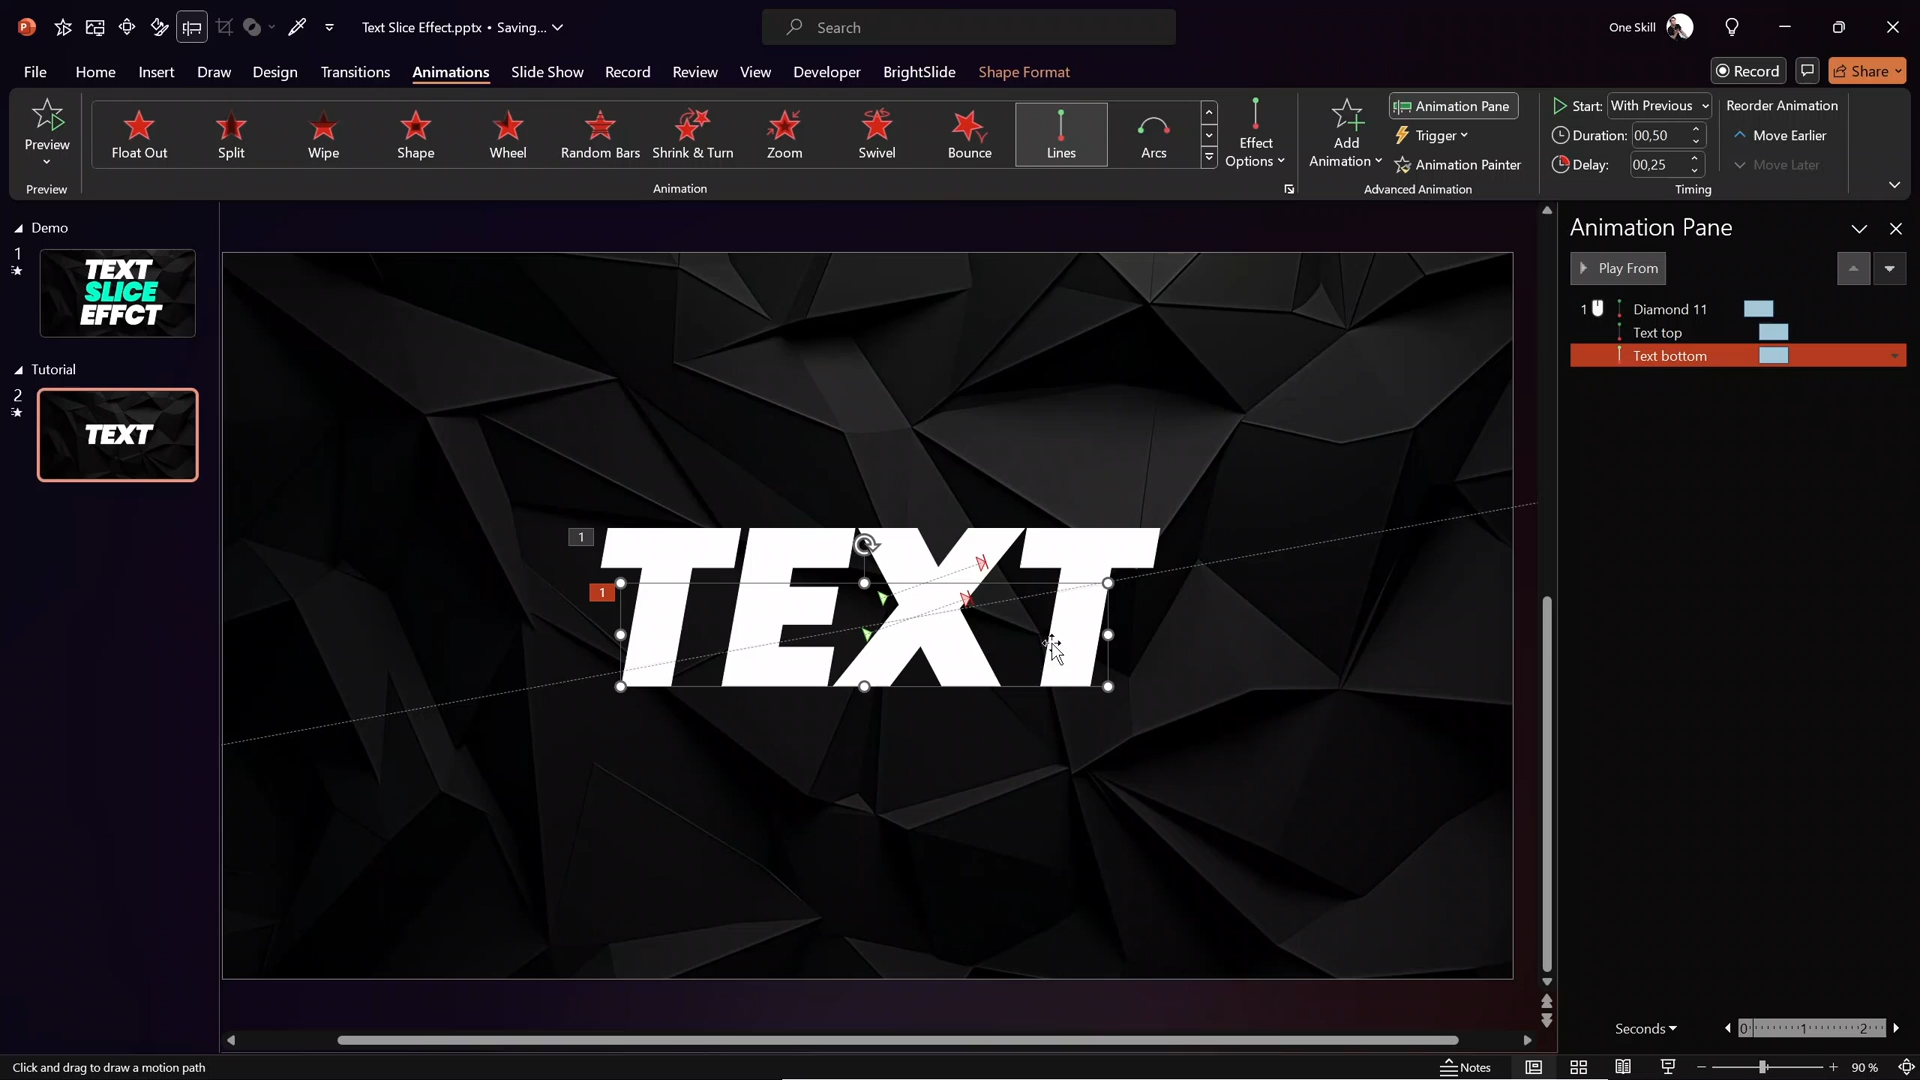 Text Slice Effect.pptx • Saving...
Search
One Skill
File Home Insert Draw Design Transitions Animations Slide Show Record Review View Developer BrightSlide Shape Format
Record
Share
Preview
Float Out Split Wipe Shape Wheel Random Bars Shrink & Turn Zoom Swivel Bounce Lines Arcs
Effect
Options
Add
Animation
Animation Pane
Trigger
Animation Painter
Start: With Previous
Duration: 00,50
Delay: 00,25
Reorder Animation
Move Earlier
Move Later
Preview
Animation
Advanced Animation
Timing
Demo
1
TEXT
SLICE
EFFCT
Tutorial
2
TEXT
1
1
TEXT
Animation Pane
Play From
1 Diamond 11
Text top
Text bottom
Seconds
0 1 2
Click and drag to draw a motion path
Notes
90 %